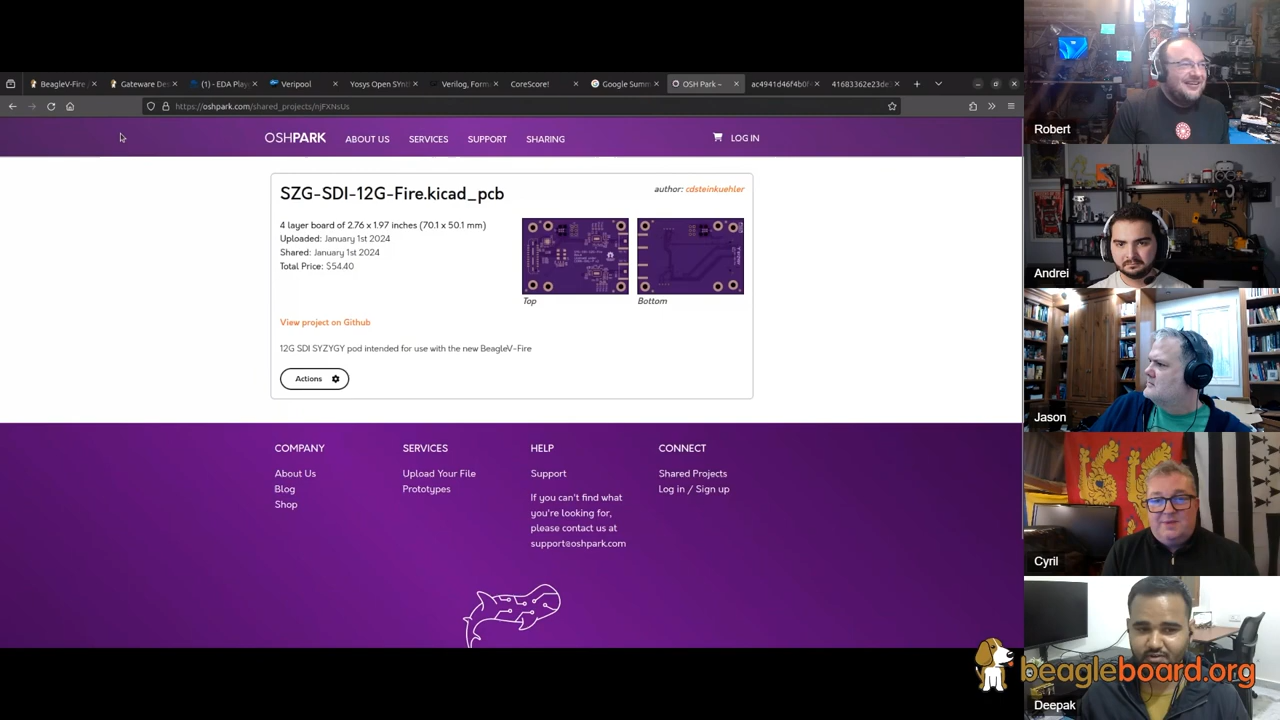 BeagleV-Fire
Gateware Des
(1) - EDA Play
Veripool
Yosys Open SYn
Verilog, Form
CoreScore
Google Summ
OSH Park –
ac4941d46f4b0f
41683362e23de
https://oshpark.com/shared_projects/njFXNsUs
OSHPARK
ABOUT US
SERVICES
SUPPORT
SHARING
LOG IN
SZG-SDI-12G-Fire.kicad_pcb
author: cdsteinkuehler
4 layer board of 2.76 x 1.97 inches (70.1 x 50.1 mm)
Uploaded: January 1st 2024
Shared: January 1st 2024
Total Price: $54.40
Top
Bottom
View project on Github
12G SDI SYZYGY pod intended for use with the new BeagleV-Fire
Actions
COMPANY
About Us
Blog
Shop
SERVICES
Upload Your File
Prototypes
HELP
Support
If you can't find what
you're looking for,
please contact us at
support@oshpark.com
CONNECT
Shared Projects
Log in / Sign up
Robert
Andrei
Jason
Cyril
beagleboard.org
Deepak